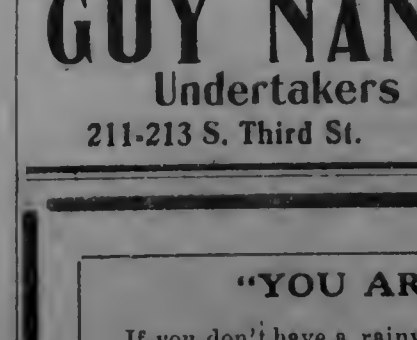 GUY NAN
Undertakers
211-213 S. Third St.
"YOU AR
If you don't have a rainy